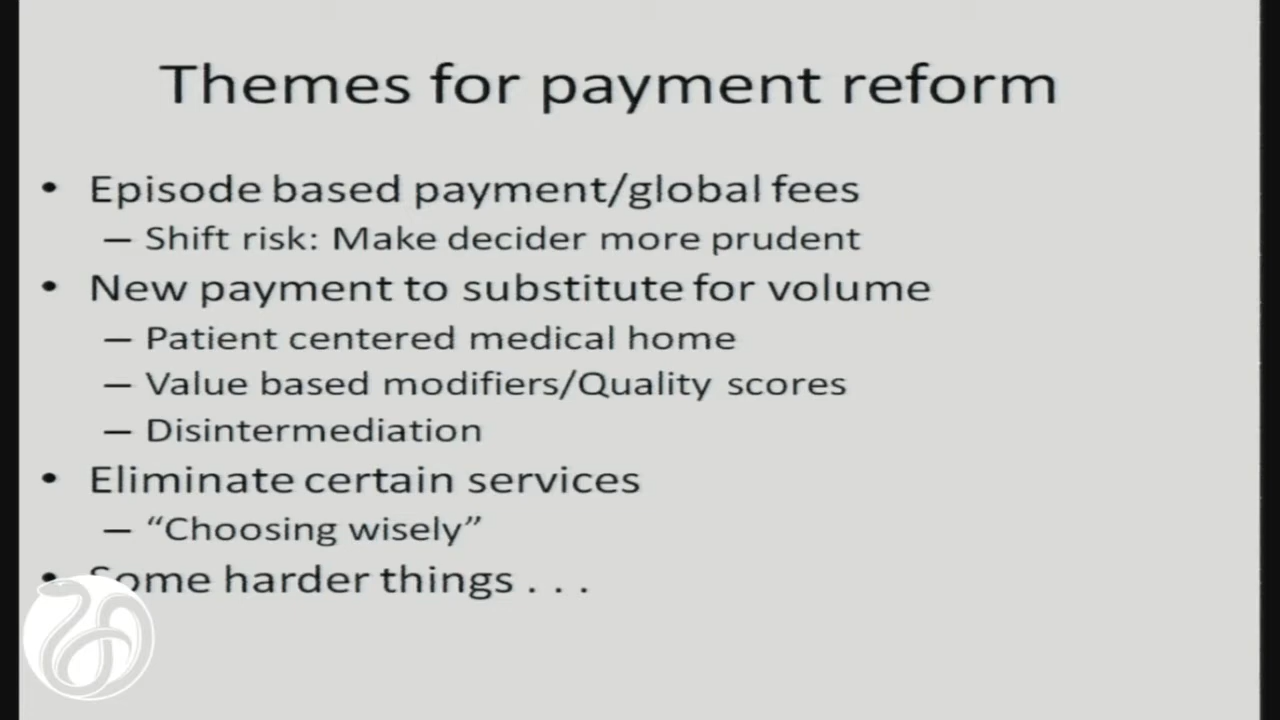 Themes for payment reform
• Episode based payment/global fees
– Shift risk: Make decider more prudent
• New payment to substitute for volume
– Patient centered medical home
– Value based modifiers/Quality scores
– Disintermediation
• Eliminate certain services
– “Choosing wisely”
• Some harder things . . .